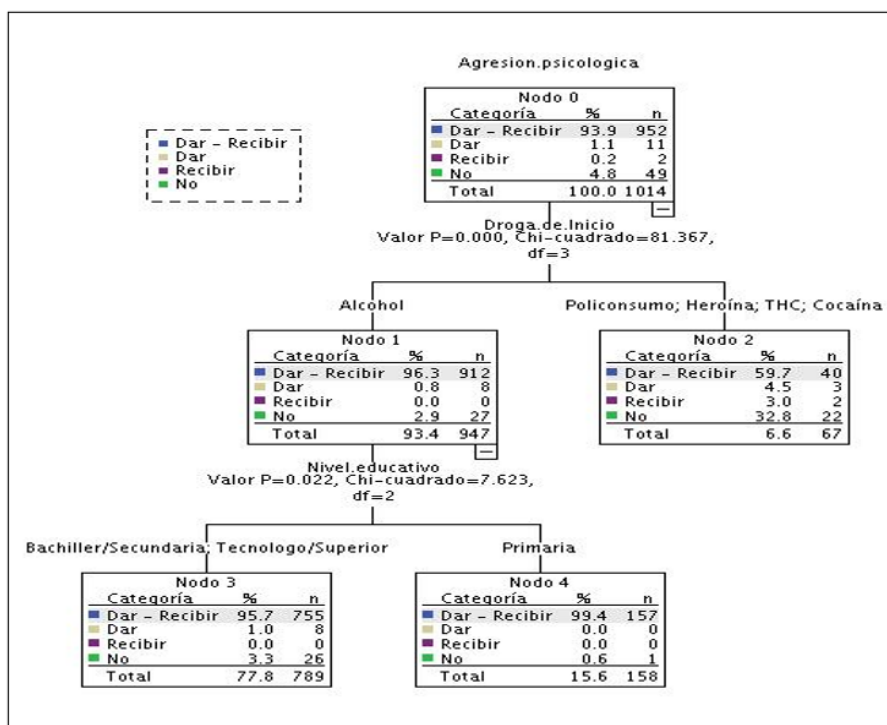 Agresion.psicologica
Nodo 0
Categoría % n
Dar - Recibir 93.9 952
Dar 1.1 11
Recibir 0.2 2
No 4.8 49
Total 100.0 1014
Dar - Recibir
Dar
Recibir
No
Droga.de.Inicio
Valor P=0.000, Chi-cuadrado=81.367,
df=3
Alcohol
Policonsumo; Heroína; THC; Cocaína
Nodo 1
Categoría % n
Dar - Recibir 96.3 912
Dar 0.8 8
Recibir 0.0 0
No 2.9 27
Total 93.4 947
Nodo 2
Categoría % n
Dar - Recibir 59.7 40
Dar 4.5 3
Recibir 3.0 2
No 32.8 22
Total 6.6 67
Nivel.educativo
Valor P=0.022, Chi-cuadrado=7.623,
df=2
Bachiller/Secundaria; Tecnologo/Superior
Primaria
Nodo 3
Categoría % n
Dar - Recibir 95.7 755
Dar 1.0 8
Recibir 0.0 0
No 3.3 26
Total 77.8 789
Nodo 4
Categoría % n
Dar - Recibir 99.4 157
Dar 0.0 0
Recibir 0.0 0
No 0.6 1
Total 15.6 158